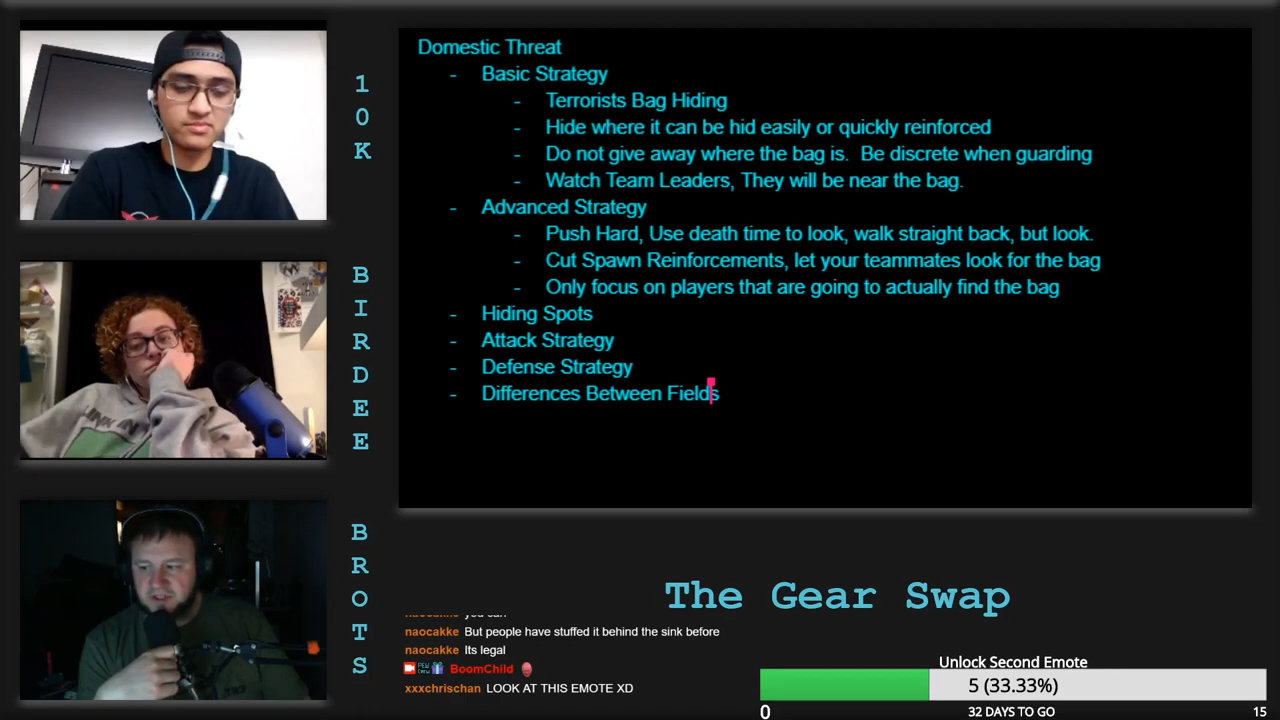 10K
BIRDEE
BROTS
Domestic Threat
- Basic Strategy
- Terrorists Bag Hiding
- Hide where it can be hid easily or quickly reinforced
- Do not give away where the bag is.  Be discrete when guarding
- Watch Team Leaders, They will be near the bag.
- Advanced Strategy
- Push Hard, Use death time to look, walk straight back, but look.
- Cut Spawn Reinforcements, let your teammates look for the bag
- Only focus on players that are going to actually find the bag
- Hiding Spots
- Attack Strategy
- Defense Strategy
- Differences Between Fields
The Gear Swap
naocakke you can
naocakke But people have stuffed it behind the sink before
naocakke Its legal
BoomChild
xxxchrischan LOOK AT THIS EMOTE XD
Unlock Second Emote
5 (33.33%)
0 32 DAYS TO GO 15